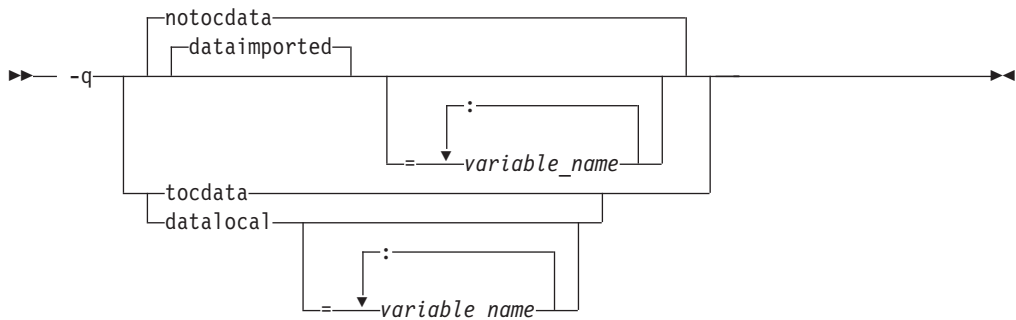 notocdata
dataimported
-q
:
= variable_name
tocdata
datalocal
:
= variable_name